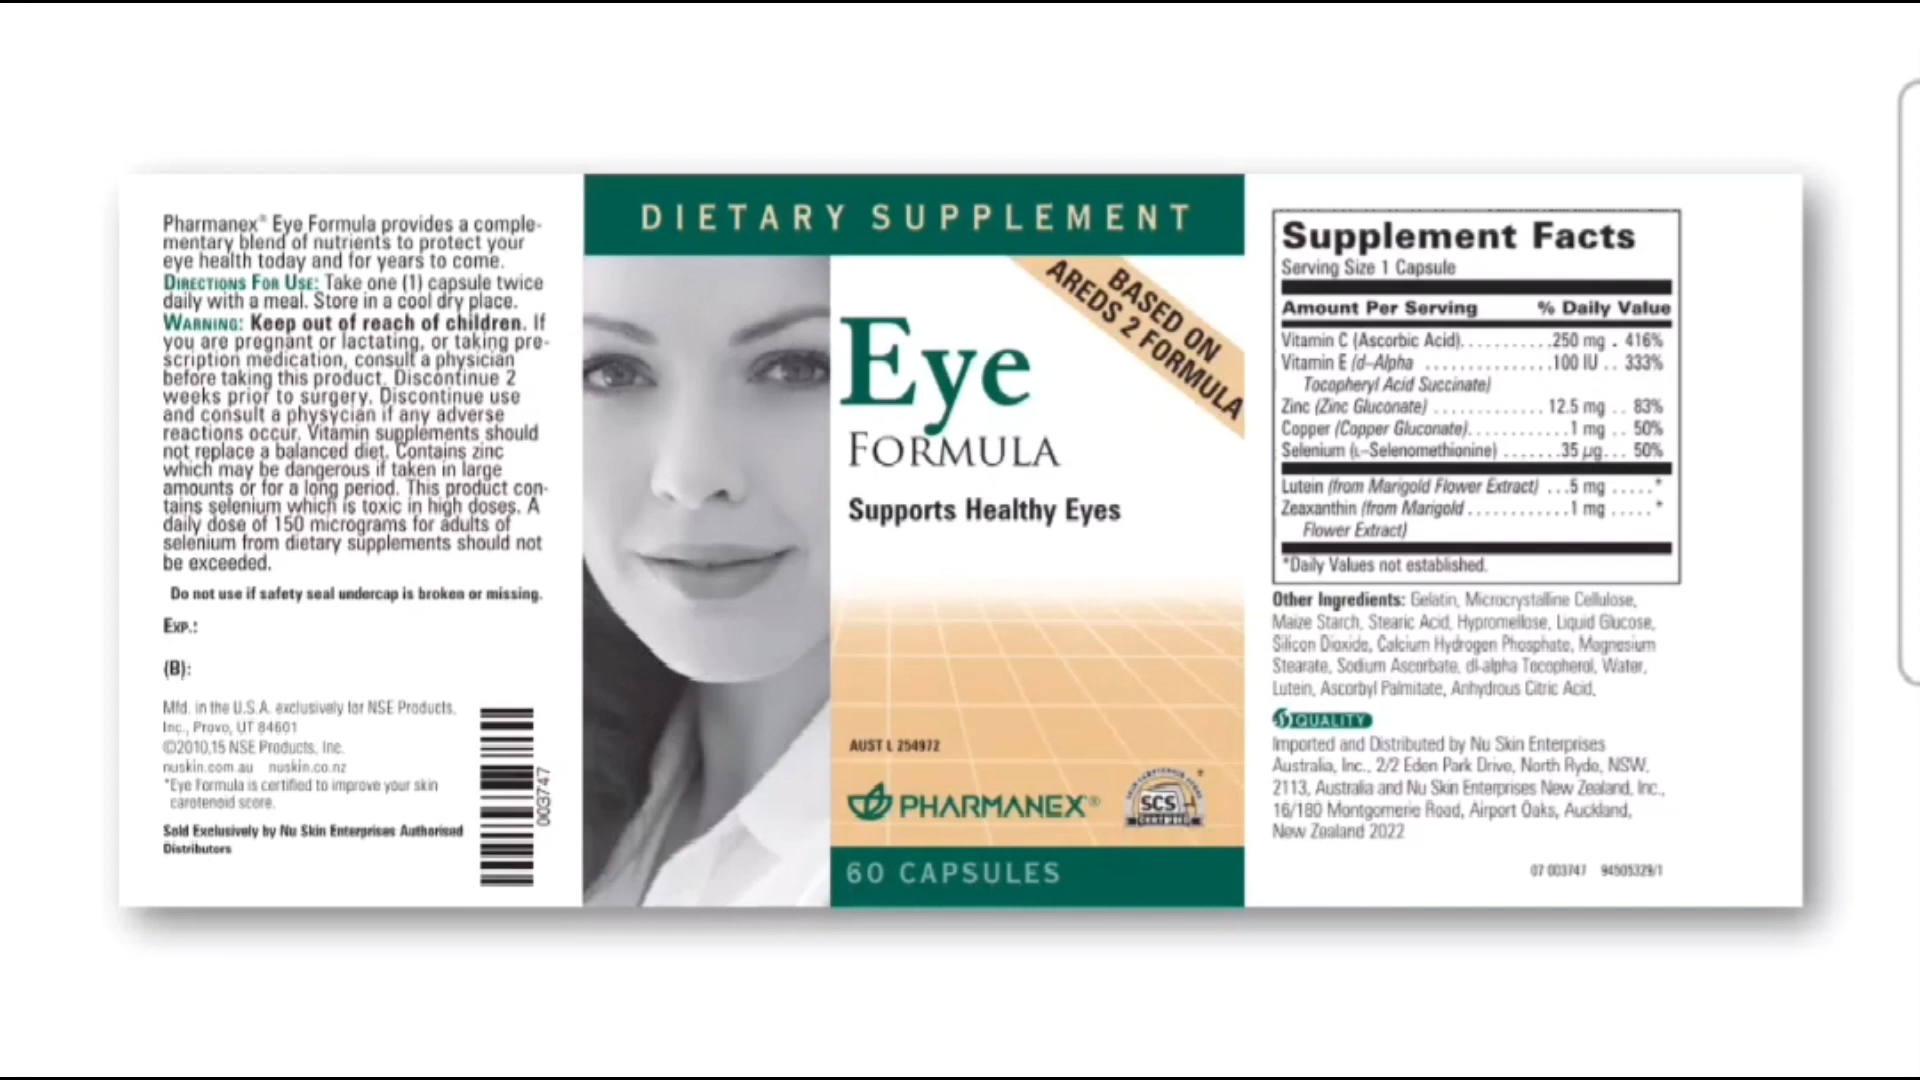 Pharmanex® Eye Formula provides a comple-
mentary blend of nutrients to protect your
eye health today and for years to come.
DIRECTIONS FOR USE: Take one (1) capsule twice
daily with a meal. Store in a cool dry place.
WARNING: Keep out of reach of children. If
you are pregnant or lactating, or taking pre-
scription medication, consult a physician
before taking this product. Discontinue 2
weeks prior to surgery. Discontinue use
and consult a physycian if any adverse
reactions occur. Vitamin supplements should
not replace a balanced diet. Contains zinc
which may be dangerous if taken in large
amounts or for a long period. This product con-
tains selenium which is toxic in high doses. A
daily dose of 150 micrograms for adults of
selenium from dietary supplements should not
be exceeded.
Do not use if safety seal undercap is broken or missing.
EXP.:
(B):
Mfd. in the U.S.A. exclusively for NSE Products,
Inc., Provo, UT 84601
©2010,15 NSE Products, Inc.
nuskin.com.au nuskin.co.nz
*Eye Formula is certified to improve your skin
carotenoid score.
Sold Exclusively by Nu Skin Enterprises Authorised
Distributors
003747
DIETARY SUPPLEMENT
BASED ON
AREDS 2 FORMULA
Eye
FORMULA
Supports Healthy Eyes
AUST L 254972
PHARMANEX®
SCS
CERTIFIED
*
60 CAPSULES
Supplement Facts
Serving Size 1 Capsule
Amount Per Serving % Daily Value
Vitamin C (Ascorbic Acid)..........250 mg . 416%
Vitamin E (d–Alpha ...............100 IU .. 333%
Tocopheryl Acid Succinate)
Zinc (Zinc Gluconate) ............. 12.5 mg .. 83%
Copper (Copper Gluconate)............1 mg .. 50%
Selenium (L–Selenomethionine) .......35 µg... 50%
Lutein (from Marigold Flower Extract) ...5 mg .....*
Zeaxanthin (from Marigold ............1 mg .....*
Flower Extract)
*Daily Values not established.
Other Ingredients: Gelatin, Microcrystalline Cellulose,
Maize Starch, Stearic Acid, Hypromellose, Liquid Glucose,
Silicon Dioxide, Calcium Hydrogen Phosphate, Magnesium
Stearate, Sodium Ascorbate, dl-alpha Tocopherol, Water,
Lutein, Ascorbyl Palmitate, Anhydrous Citric Acid.
QUALITY
Imported and Distributed by Nu Skin Enterprises
Australia, Inc., 2/2 Eden Park Drive, North Ryde, NSW,
2113, Australia and Nu Skin Enterprises New Zealand, Inc.,
16/180 Montgomerie Road, Airport Oaks, Auckland,
New Zealand 2022
07 003747 94505329/1